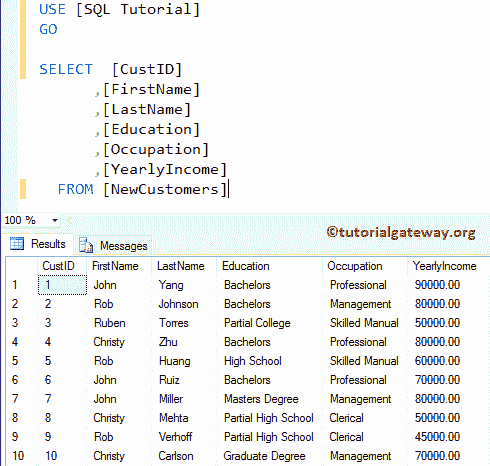 USE [SQL Tutorial]
GO
SELECT [CustID]
,[FirstName]
,[LastName]
,[Education]
,[Occupation]
,[YearlyIncome]
FROM [NewCustomers]
100 %
©tutorialgateway.org
Results Messages
CustID FirstName LastName Education Occupation YearlyIncome
1 1 John Yang Bachelors Professional 90000.00
2 2 Rob Johnson Bachelors Management 80000.00
3 3 Ruben Torres Partial College Skilled Manual 50000.00
4 4 Christy Zhu Bachelors Professional 80000.00
5 5 Rob Huang High School Skilled Manual 60000.00
6 6 John Ruiz Bachelors Professional 70000.00
7 7 John Miller Masters Degree Management 80000.00
8 8 Christy Mehta Partial High School Clerical 50000.00
9 9 Rob Verhoff Partial High School Clerical 45000.00
10 10 Christy Carlson Graduate Degree Management 70000.00